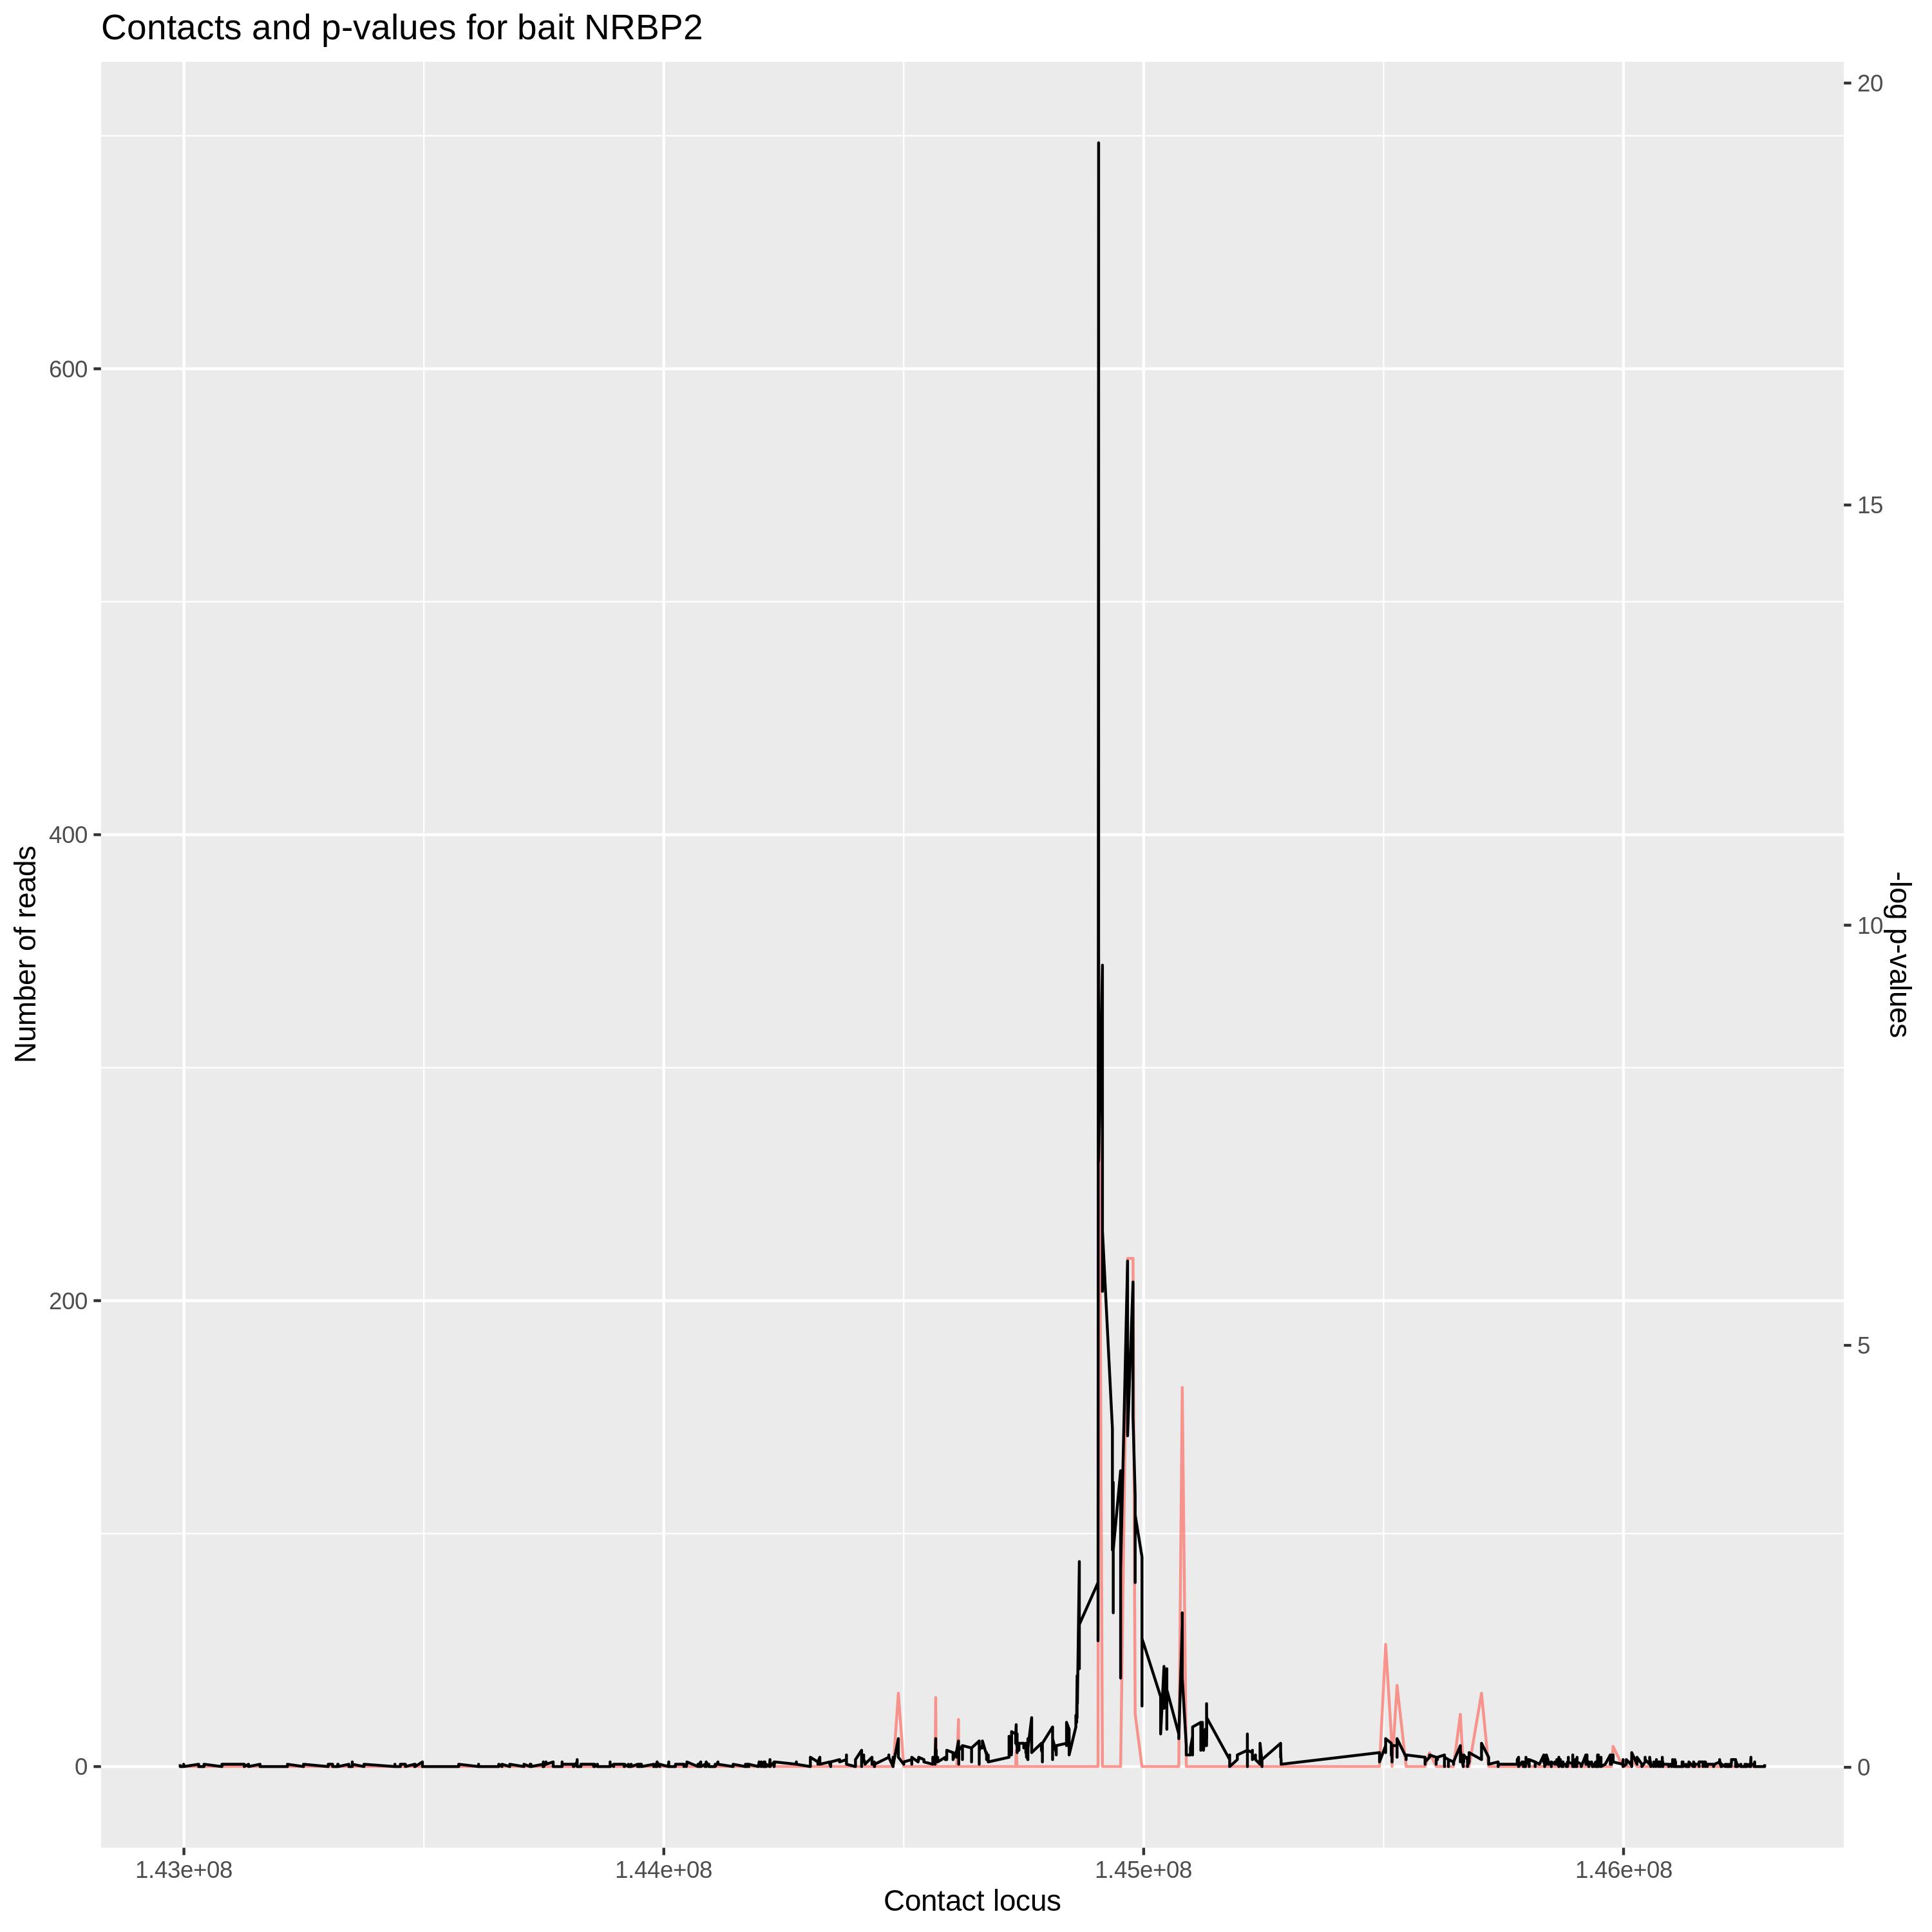 Contacts and p-values for bait NRBP2
20
15
10
5
0
600
400
200
0
Number of reads
-log p-values
1.43e+08 1.44e+08 1.45e+08 1.46e+08
Contact locus